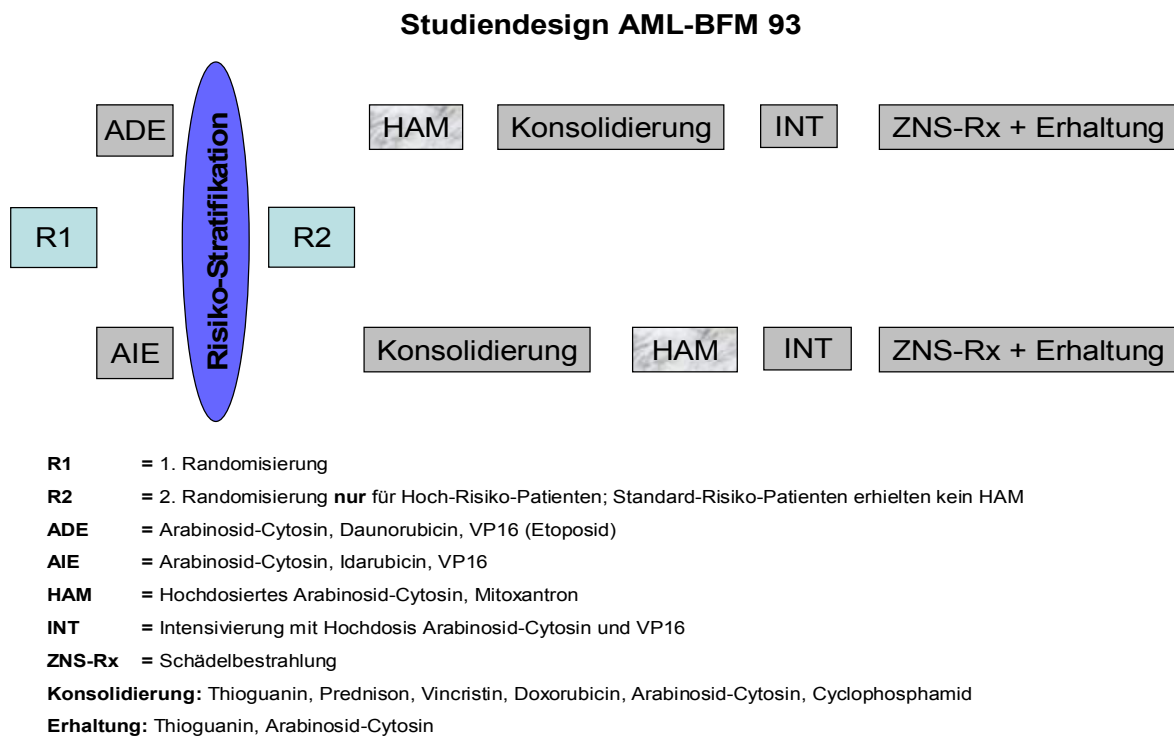 Studiendesign AML-BFM 93
ADE
HAM
Konsolidierung
INT
ZNS-Rx + Erhaltung
R1
Risiko-Stratifikation
R2
AIE
Konsolidierung
HAM
INT
ZNS-Rx + Erhaltung
R1 = 1. Randomisierung
R2 = 2. Randomisierung nur für Hoch-Risiko-Patienten; Standard-Risiko-Patienten erhielten kein HAM
ADE = Arabinosid-Cytosin, Daunorubicin, VP16 (Etoposid)
AIE = Arabinosid-Cytosin, Idarubicin, VP16
HAM = Hochdosiertes Arabinosid-Cytosin, Mitoxantron
INT = Intensivierung mit Hochdosis Arabinosid-Cytosin und VP16
ZNS-Rx = Schädelbestrahlung
Konsolidierung: Thioguanin, Prednison, Vincristin, Doxorubicin, Arabinosid-Cytosin, Cyclophosphamid
Erhaltung: Thioguanin, Arabinosid-Cytosin